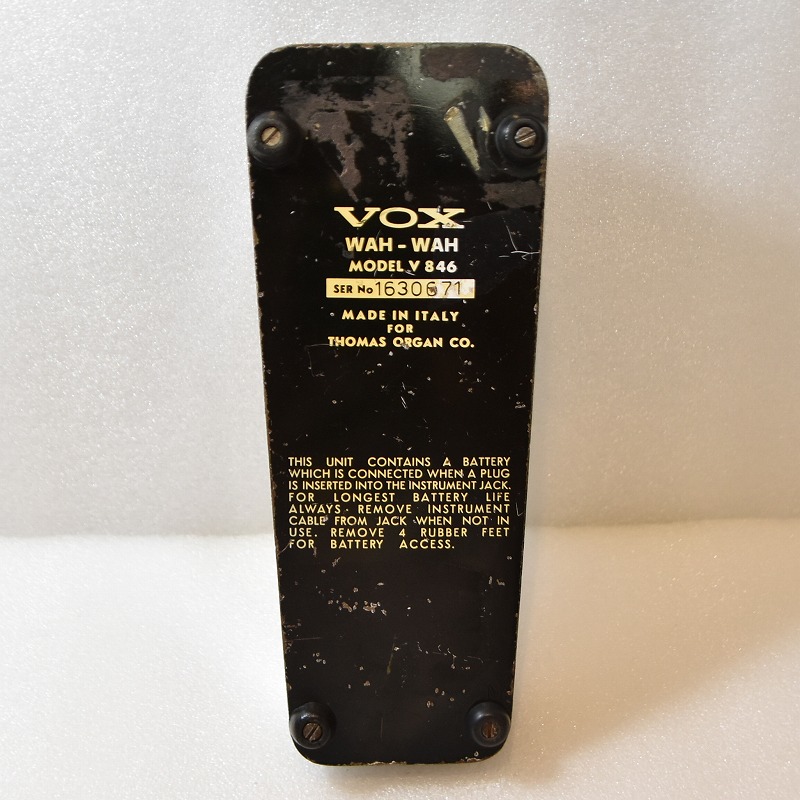 VOX
WAH - WAH
MODEL V 846
SER No 1630671
MADE IN ITALY
FOR
THOMAS ORGAN CO.
THIS UNIT CONTAINS A BATTERY
WHICH IS CONNECTED WHEN A PLUG
IS INSERTED INTO THE INSTRUMENT JACK.
FOR LONGEST BATTERY LIFE
ALWAYS · REMOVE INSTRUMENT
CABLE FROM JACK WHEN NOT IN
USE. REMOVE 4 RUBBER FEET
FOR BATTERY ACCESS.